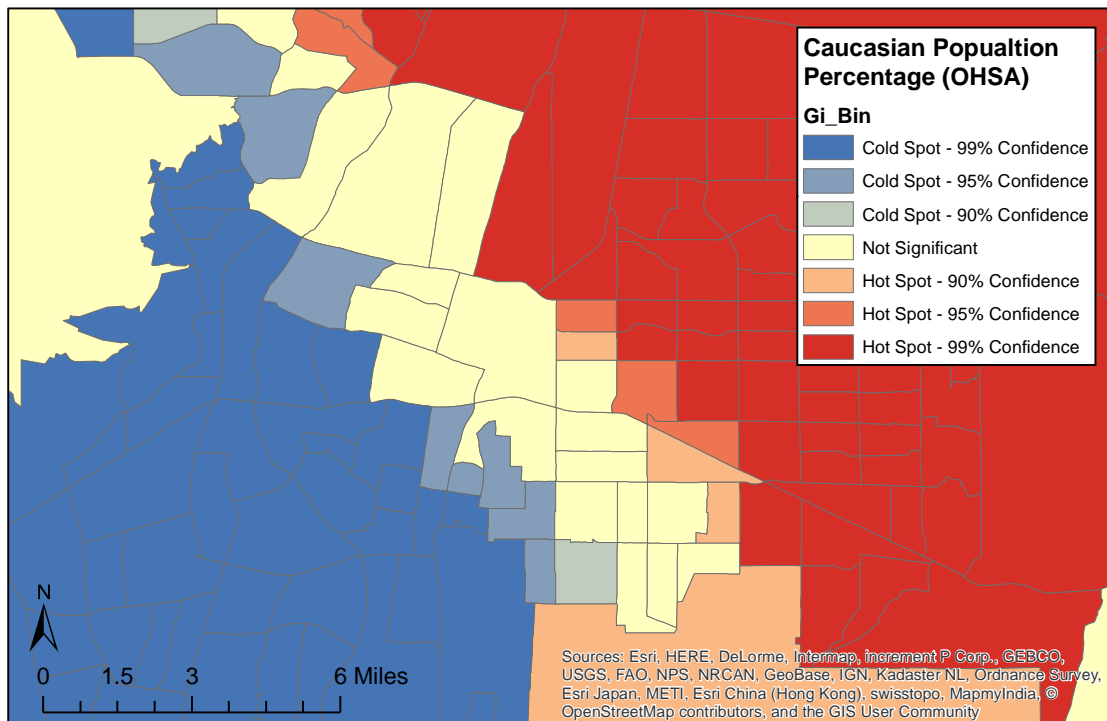 Caucasian Popualtion
Percentage (OHSA)
Gi_Bin
Cold Spot - 99% Confidence
Cold Spot - 95% Confidence
Cold Spot - 90% Confidence
Not Significant
Hot Spot - 90% Confidence
Hot Spot - 95% Confidence
Hot Spot - 99% Confidence
N
0 1.5 3 6 Miles
Sources: Esri, HERE, DeLorme, Intermap, increment P Corp., GEBCO,
USGS, FAO, NPS, NRCAN, GeoBase, IGN, Kadaster NL, Ordnance Survey,
Esri Japan, METI, Esri China (Hong Kong), swisstopo, MapmyIndia, ©
OpenStreetMap contributors, and the GIS User Community